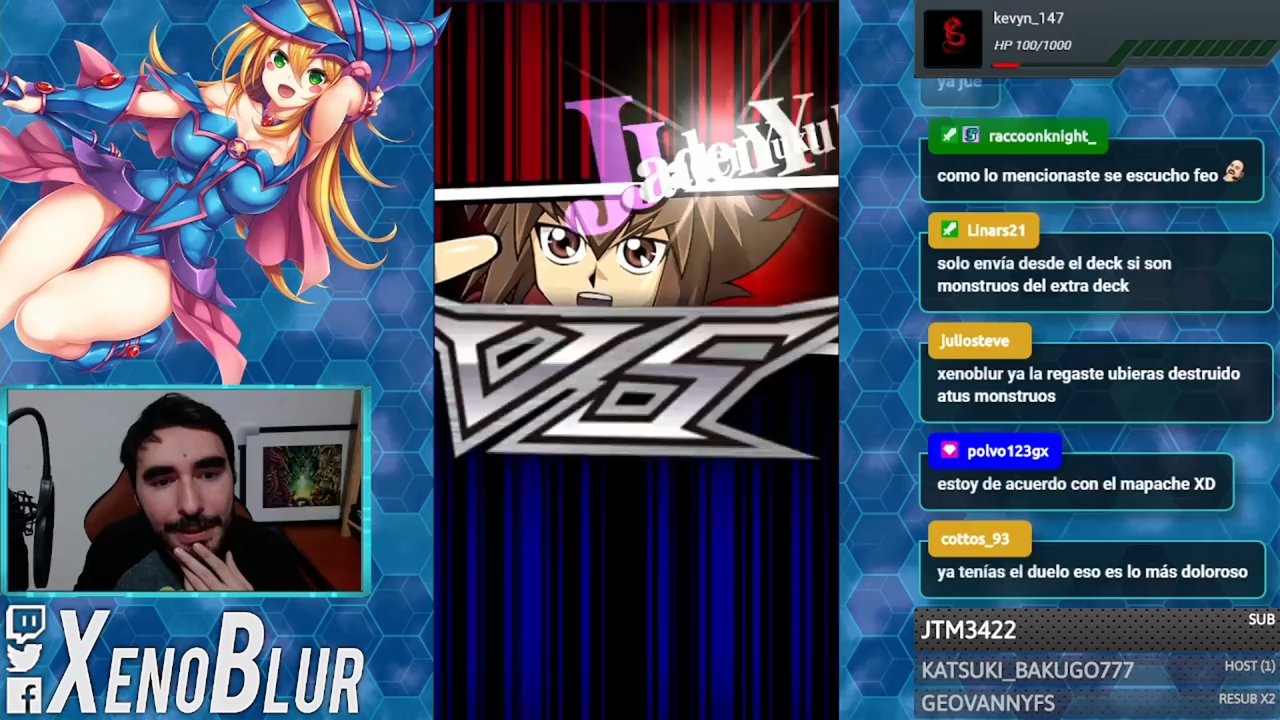 Jaden Yuki
VS
XENOBLUR
kevyn_147
HP 100/1000
ya jue
raccoonknight_
como lo mencionaste se escucho feo
Linars21
solo envía desde el deck si son
monstruos del extra deck
juliosteve
xenoblur ya la regaste ubieras destruido
atus monstruos
polvo123gx
estoy de acuerdo con el mapache XD
cottos_93
ya tenías el duelo eso es lo más doloroso
JTM3422 SUB
KATSUKI_BAKUGO777 HOST (1)
GEOVANNYFS RESUB X2